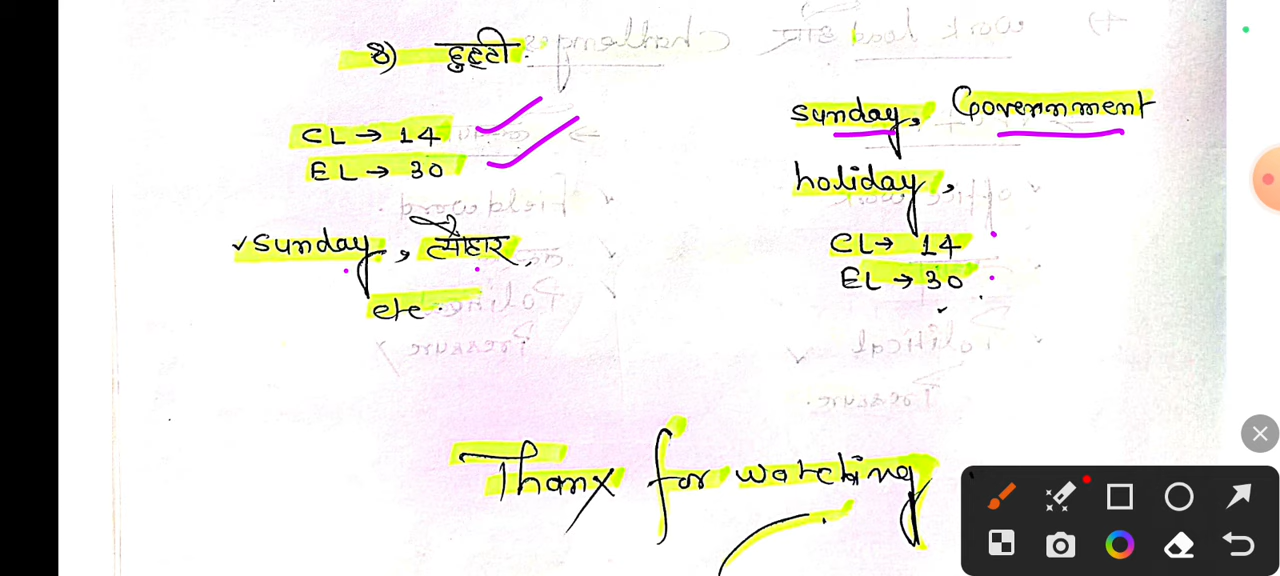 8) छुट्टी.
CL → 14
EL → 30
sunday, त्यौहार,
etc.
sunday, Government
holiday,
CL → 14
EL → 30
Thanx for watching